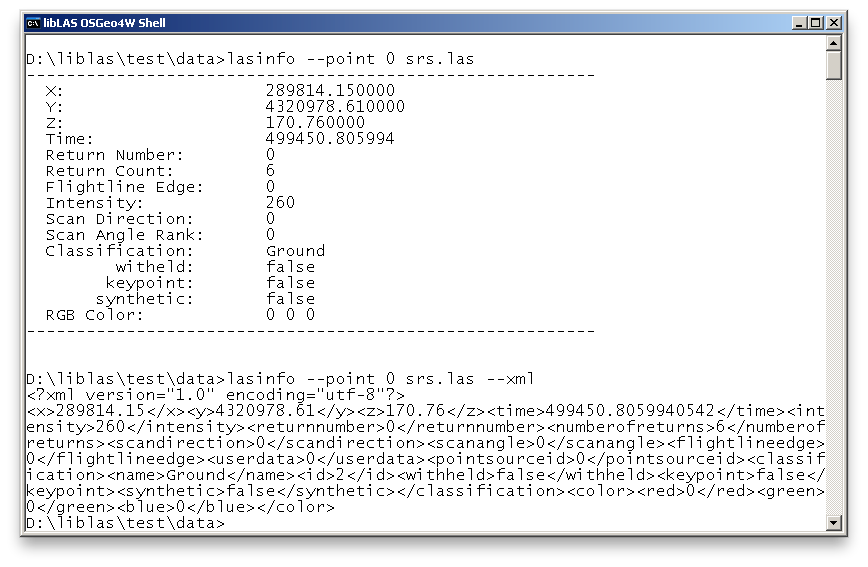 libLAS OSGeo4W Shell
D:\liblas\test\data>lasinfo --point 0 srs.las
---------------------------------------------------------
  X:                    289814.150000
  Y:                    4320978.610000
  Z:                    170.760000
  Time:                 499450.805994
  Return Number:        0
  Return Count:         6
  Flightline Edge:      0
  Intensity:            260
  Scan Direction:       0
  Scan Angle Rank:      0
  Classification:       Ground
         witheld:       false
        keypoint:       false
       synthetic:       false
  RGB Color:            0 0 0
---------------------------------------------------------
D:\liblas\test\data>lasinfo --point 0 srs.las --xml
<?xml version="1.0" encoding="utf-8"?>
<x>289814.15</x><y>4320978.61</y><z>170.76</z><time>499450.8059940542</time><int
ensity>260</intensity><returnnumber>0</returnnumber><numberofreturns>6</numberof
returns><scandirection>0</scandirection><scanangle>0</scanangle><flightlineedge>
0</flightlineedge><userdata>0</userdata><pointsourceid>0</pointsourceid><classif
ication><name>Ground</name><id>2</id><withheld>false</withheld><keypoint>false</
keypoint><synthetic>false</synthetic></classification><color><red>0</red><green>
0</green><blue>0</blue></color>
D:\liblas\test\data>